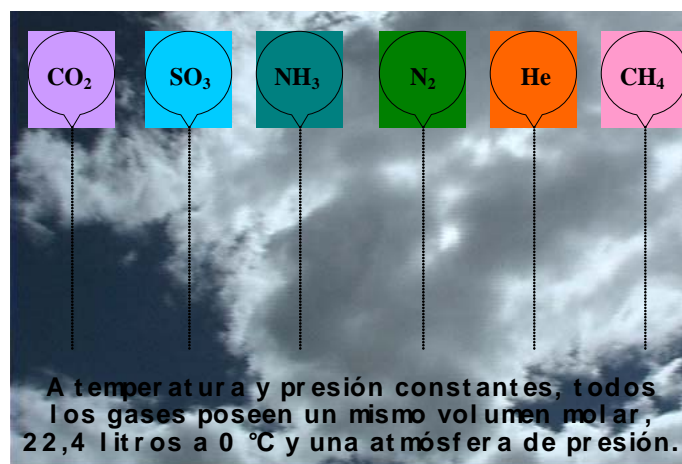 CO₂ SO₃ NH₃ N₂ He CH₄
A temperatura y presión constantes, todos
los gases poseen un mismo volumen molar,
22,4 litros a 0 ºC y una atmósfera de presión.